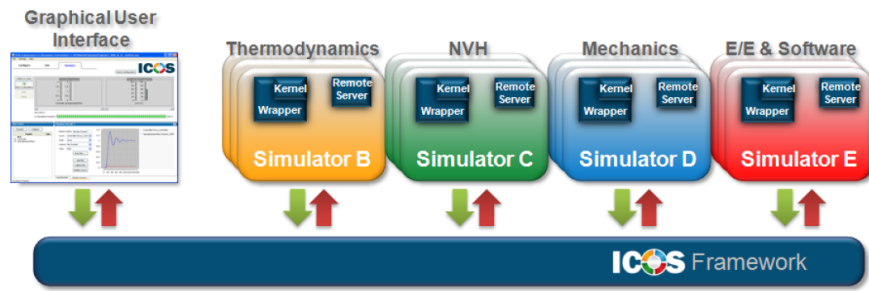 Graphical User
Interface
ICOS
Thermodynamics
Kernel
Wrapper
Remote
Server
Simulator B
NVH
Kernel
Wrapper
Remote
Server
Simulator C
Mechanics
Kernel
Wrapper
Remote
Server
Simulator D
E/E & Software
Kernel
Wrapper
Remote
Server
Simulator E
ICOS Framework